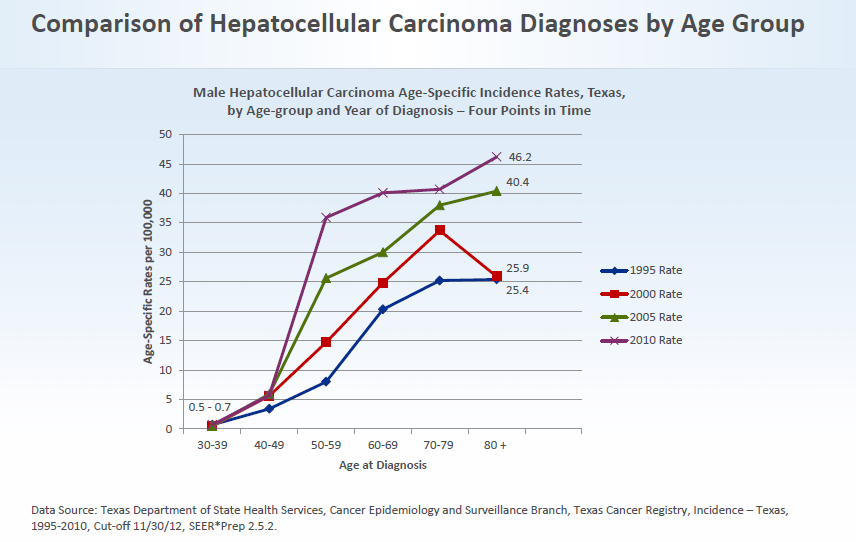 Comparison of Hepatocellular Carcinoma Diagnoses by Age Group
Male Hepatocellular Carcinoma Age-Specific Incidence Rates, Texas,
by Age-group and Year of Diagnosis – Four Points in Time
Age-Specific Rates per 100,000
50
45
40
35
30
25
20
15
10
5
0
46.2
40.4
25.9
25.4
0.5 - 0.7
30-39
40-49
50-59
60-69
70-79
80 +
Age at Diagnosis
1995 Rate
2000 Rate
2005 Rate
2010 Rate
Data Source: Texas Department of State Health Services, Cancer Epidemiology and Surveillance Branch, Texas Cancer Registry, Incidence – Texas,
1995-2010, Cut-off 11/30/12, SEER*Prep 2.5.2.